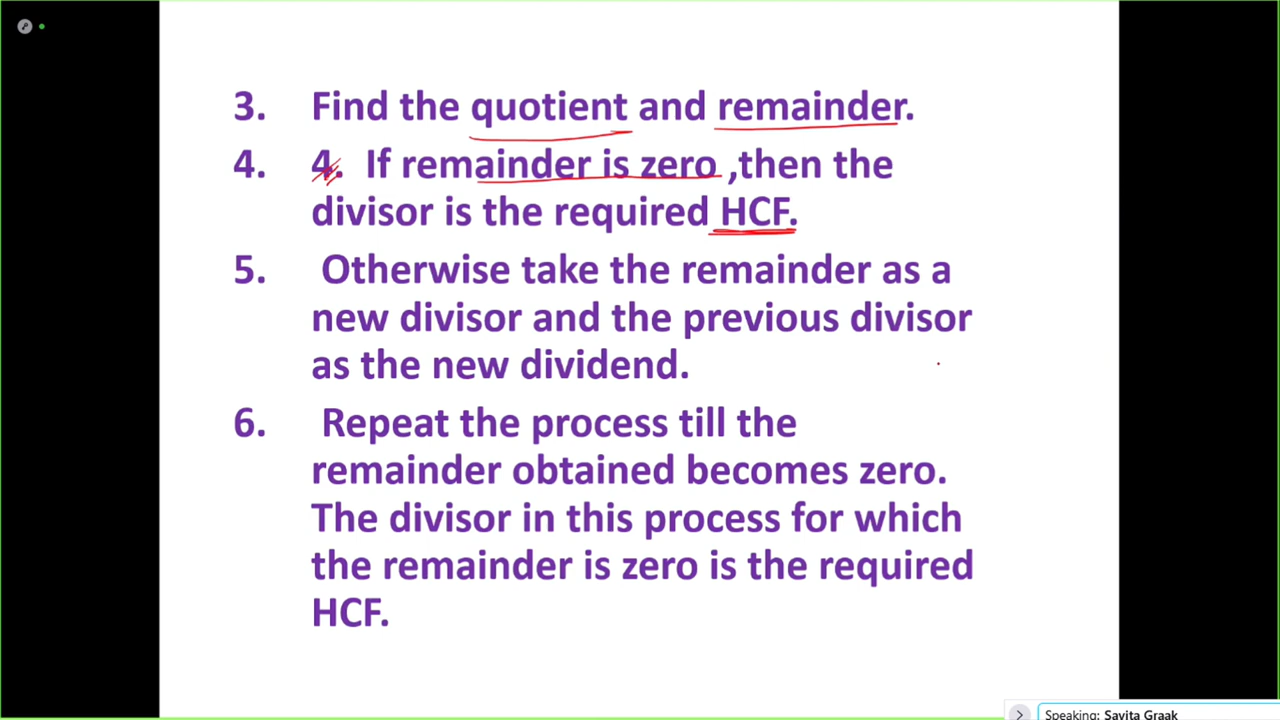 3. Find the quotient and remainder.
4. 4. If remainder is zero ,then the
divisor is the required HCF.
5. Otherwise take the remainder as a
new divisor and the previous divisor
as the new dividend.
6. Repeat the process till the
remainder obtained becomes zero.
The divisor in this process for which
the remainder is zero is the required
HCF.
Speaking: Savita Graak